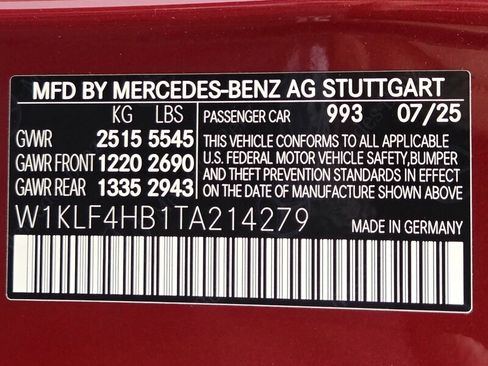 MFD BY MERCEDES-BENZ AG STUTTGART
KG LBS PASSENGER CAR 993 07/25
GVWR 2515 5545
GAWR FRONT 1220 2690
GAWR REAR 1335 2943
THIS VEHICLE CONFORMS TO ALL APPLICABLE
U.S. FEDERAL MOTOR VEHICLE SAFETY,BUMPER
AND THEFT PREVENTION STANDARDS IN EFFECT
ON THE DATE OF MANUFACTURE SHOWN ABOVE
W1KLF4HB1TA214279
MADE IN GERMANY